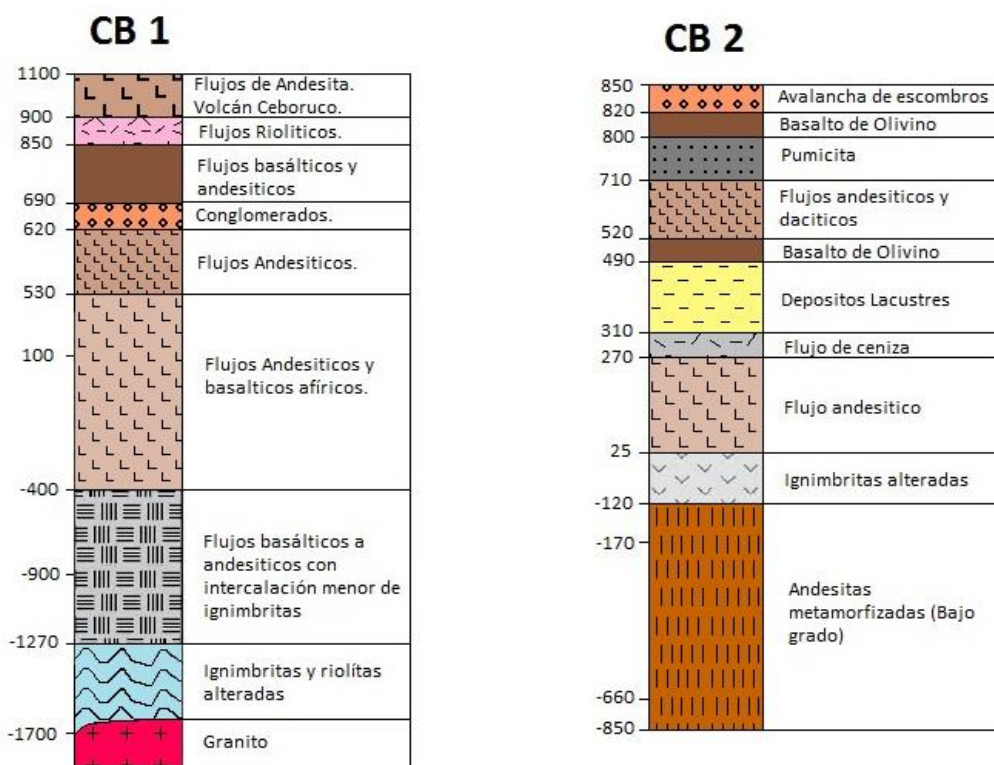 CB 1
1100
Flujos de Andesita.
Volcán Ceboruco.
900
Flujos Rioliticos.
850
Flujos basálticos y
andesiticos
690
Conglomerados.
620
Flujos Andesiticos.
530
100
Flujos Andesiticos y
basalticos afíricos.
-400
Flujos basálticos a
andesiticos con
intercalación menor de
ignimbritas
-900
-1270
Ignimbritas y riolítas
alteradas
-1700
Granito
CB 2
850
Avalancha de escombros
820
Basalto de Olivino
800
Pumicita
710
Flujos andesiticos y
daciticos
520
Basalto de Olivino
490
Depositos Lacustres
310
Flujo de ceniza
270
Flujo andesitico
25
Ignimbritas alteradas
-120
-170
Andesitas
metamorfizadas (Bajo
grado)
-660
-850